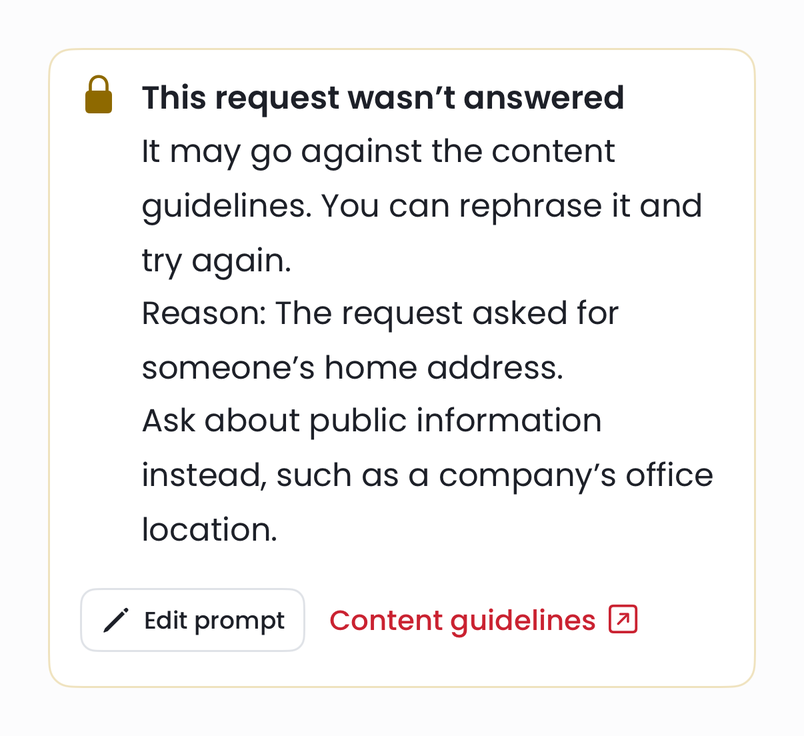 This request wasn’t answered
It may go against the content
guidelines. You can rephrase it and
try again.
Reason: The request asked for
someone’s home address.
Ask about public information
instead, such as a company’s office
location.
Edit prompt
Content guidelines